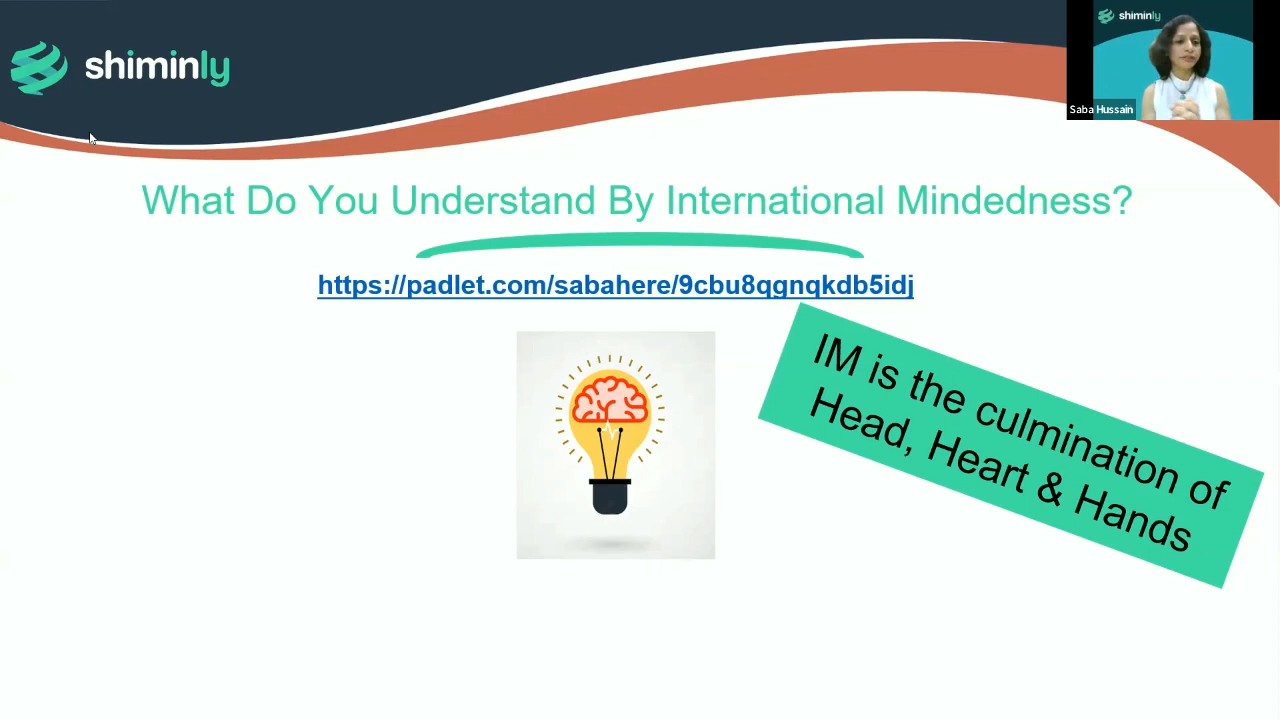 shiminly
shiminly
Saba Hussain
What Do You Understand By International Mindedness?
https://padlet.com/sabahere/9cbu8qgnqkdb5idj
IM is the culmination of
Head, Heart & Hands